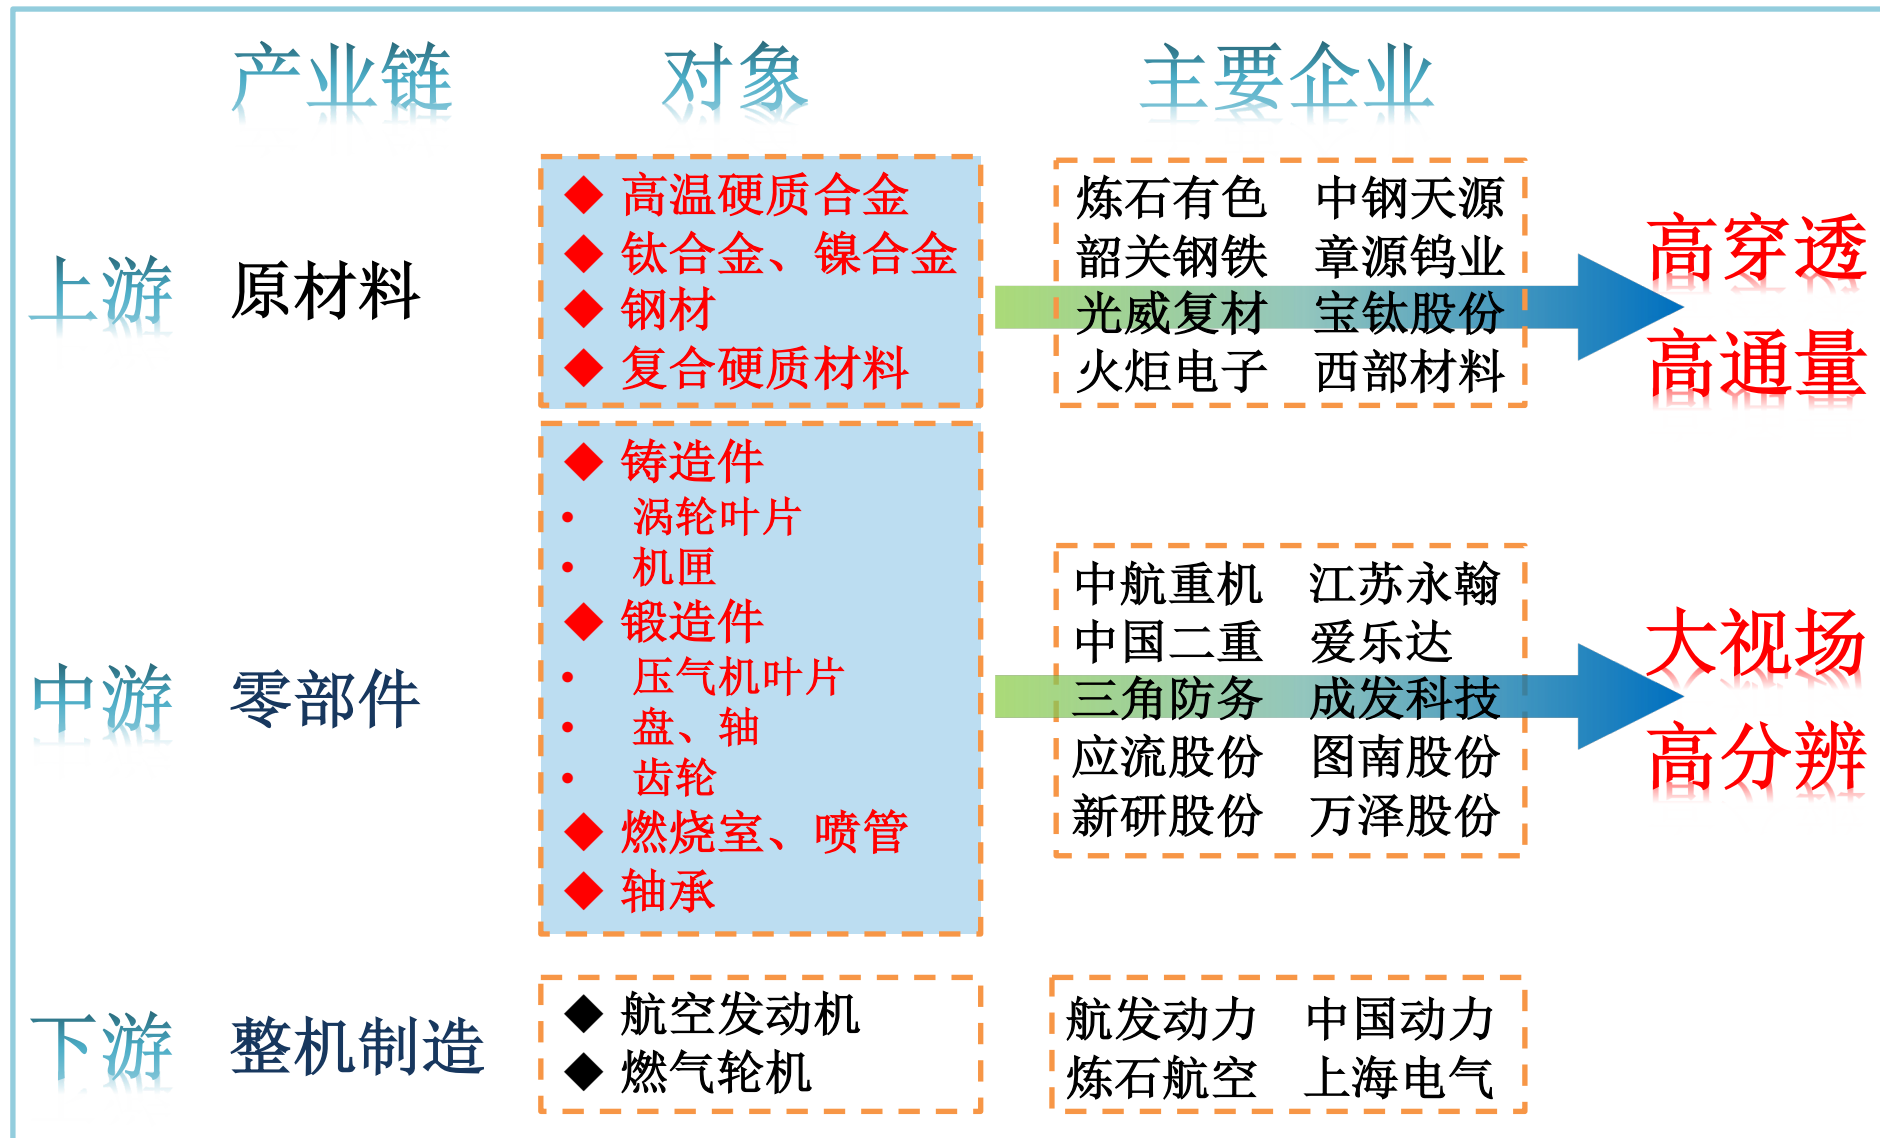 产业链 对象 主要企业
上游 原材料
◆ 高温硬质合金
◆ 钛合金、镍合金
◆ 钢材
◆ 复合硬质材料
炼石有色 中钢天源
韶关钢铁 章源钨业
光威复材 宝钛股份
火炬电子 西部材料
高穿透
高通量
中游 零部件
◆ 铸造件
• 涡轮叶片
• 机匣
◆ 锻造件
• 压气机叶片
• 盘、轴
• 齿轮
◆ 燃烧室、喷管
◆ 轴承
中航重机 江苏永瀚
中国二重 爱乐达
三角防务 成发科技
应流股份 图南股份
新研股份 万泽股份
大视场
高分辨
下游 整机制造
◆ 航空发动机
◆ 燃气轮机
航发动力 中国动力
炼石航空 上海电气